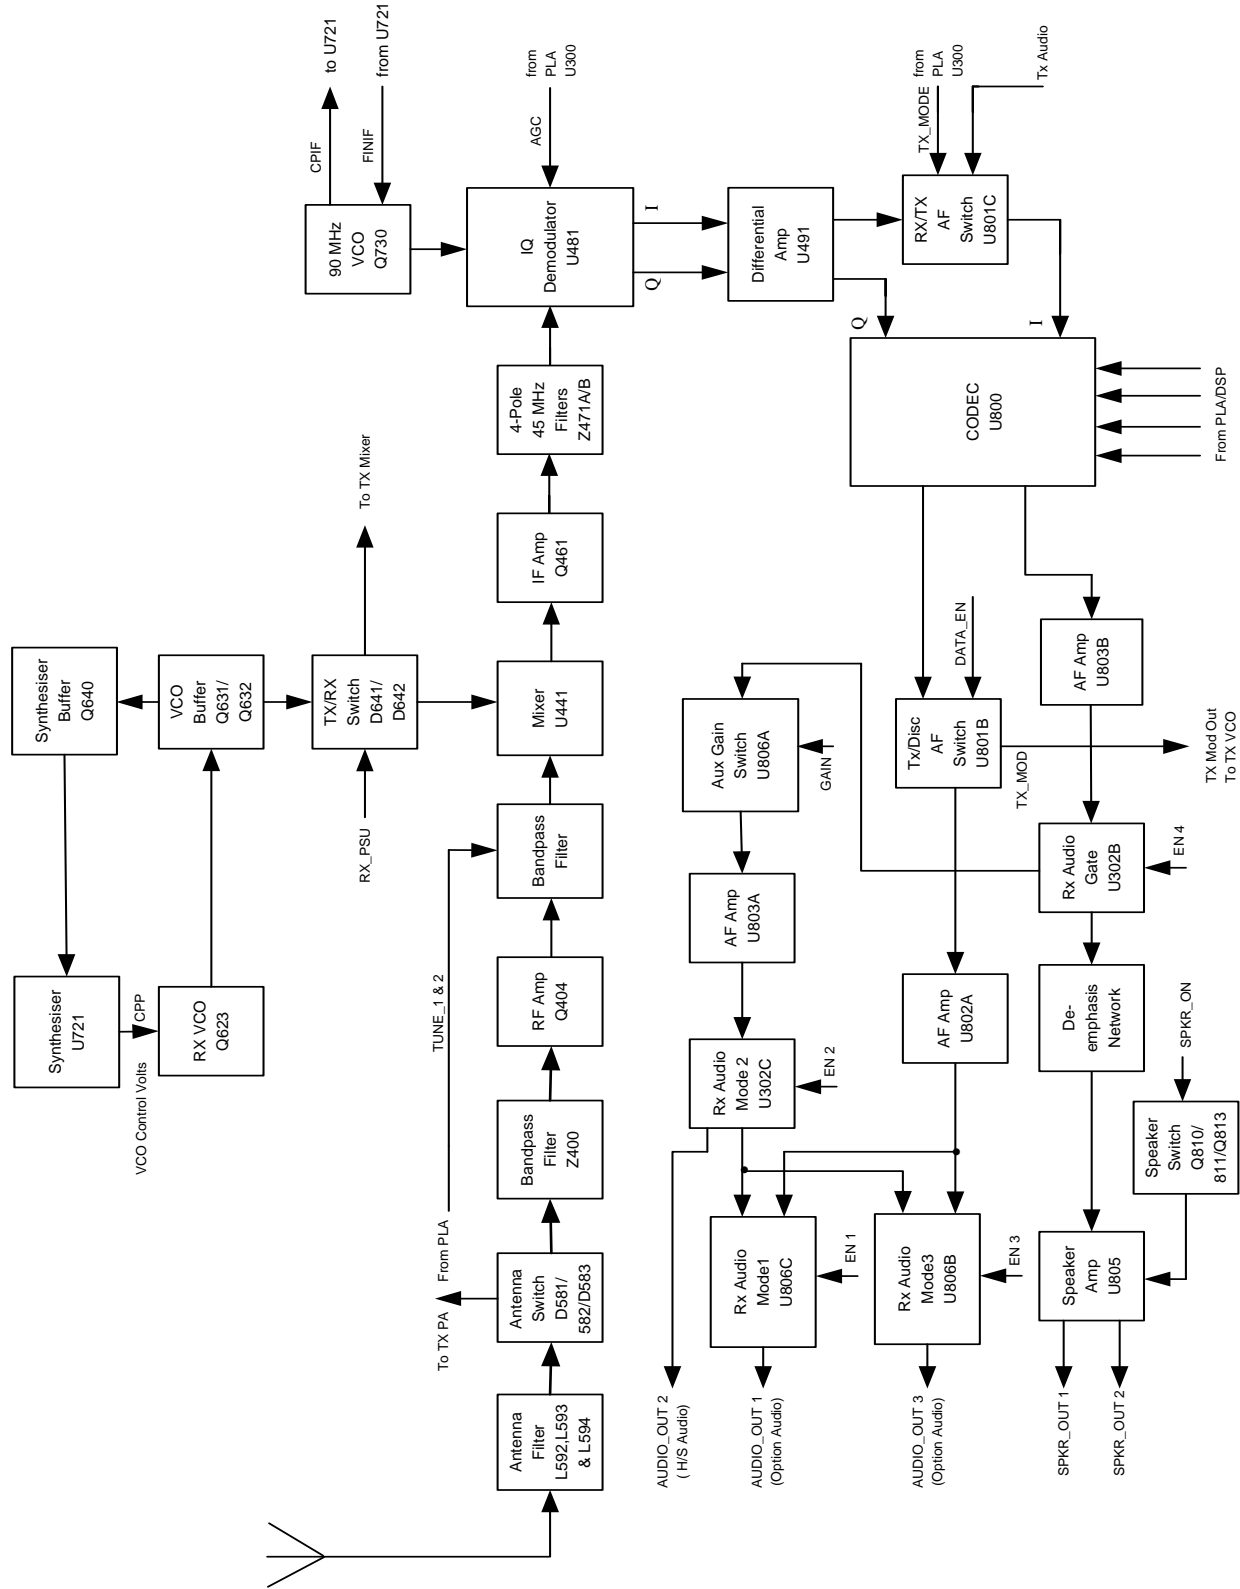 Synthesiser
U721
CPP
VCO Control Volts
RX VCO
Q623
Synthesiser
Buffer
Q640
VCO
Buffer
Q631/
Q632
TX/RX
Switch
D641/
D642
RX_PSU
To TX Mixer
90 MHz
VCO
Q730
CPIF
to U721
FINIF
from U721
To TX PA
From PLA
TUNE_1 & 2
Antenna
Filter
L592,L593
& L594
Antenna
Switch
D581/
582/D583
Bandpass
Filter
Z400
RF Amp
Q404
Bandpass
Filter
Mixer
U441
IF Amp
Q461
4-Pole
45 MHz
Filters
Z471A/B
IQ
Demodulator
U481
AGC
from
PLA
U300
Q
I
Differential
Amp
U491
RX/TX
AF
Switch
U801C
TX_MODE
from
PLA
U300
Tx Audio
Q
I
CODEC
U800
From PLA/DSP
AUDIO_OUT 2
( H/S Audio)
AUDIO_OUT 1
(Option Audio)
Rx Audio
Mode1
U806C
EN 1
Rx Audio
Mode 2
U302C
EN 2
AF Amp
U803A
Aux Gain
Switch
U806A
GAIN
AUDIO_OUT 3
(Option Audio)
Rx Audio
Mode3
U806B
EN 3
AF Amp
U802A
Tx/Disc
AF
Switch
U801B
DATA_EN
TX_MOD
TX Mod Out
To TX VCO
SPKR_OUT 1
SPKR_OUT 2
Speaker
Amp
U805
Speaker
Switch
Q810/
811/Q813
SPKR_ON
De-
emphasis
Network
Rx Audio
Gate
U302B
EN 4
AF Amp
U803B